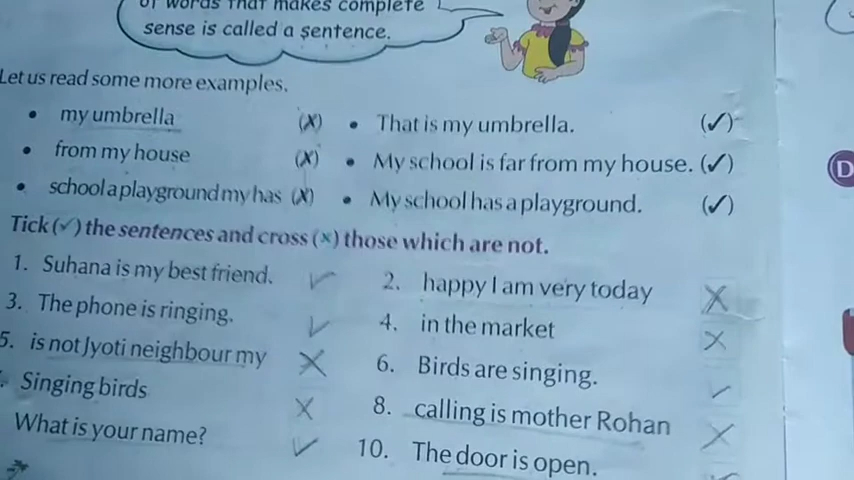 of words that makes complete
sense is called a sentence.
Let us read some more examples.
• my umbrella (✗) • That is my umbrella. (✓)
• from my house (✗) • My school is far from my house. (✓)
• school a playground my has (✗) • My school has a playground. (✓)
D
Tick (✓) the sentences and cross (×) those which are not.
1. Suhana is my best friend. ✓ 2. happy I am very today ✗
3. The phone is ringing. ✓ 4. in the market ✗
5. is not Jyoti neighbour my ✗ 6. Birds are singing. ✓
Singing birds ✗ 8. calling is mother Rohan ✗
What is your name? ✓ 10. The door is open. ✓